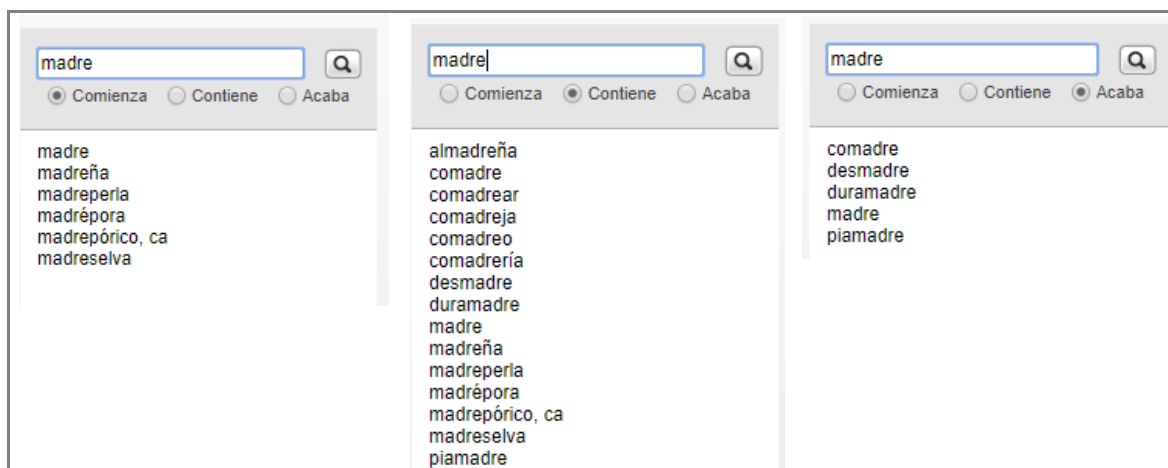 madre
Comienza Contiene Acaba
madre
madreña
madreperla
madrépora
madrepórico, ca
madreselva
madre
Comienza Contiene Acaba
almadreña
comadre
comadrear
comadreja
comadreo
comadrería
desmadre
duramadre
madre
madreña
madreperla
madrépora
madrepórico, ca
madreselva
piamadre
madre
Comienza Contiene Acaba
comadre
desmadre
duramadre
madre
piamadre